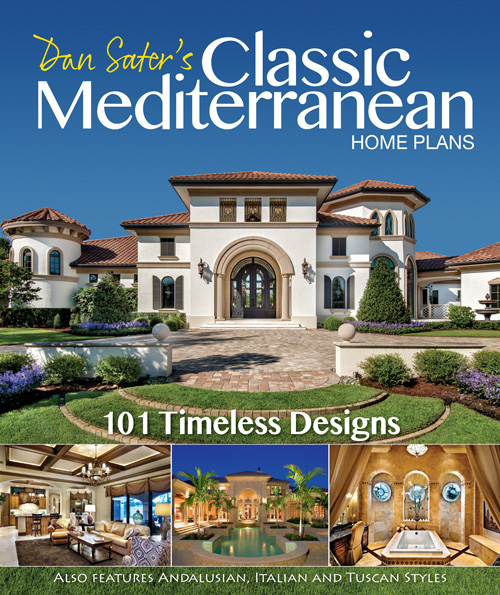 Dan Sater's Classic
Mediterranean
HOME PLANS
101 Timeless Designs
ALSO FEATURES ANDALUSIAN, ITALIAN AND TUSCAN STYLES